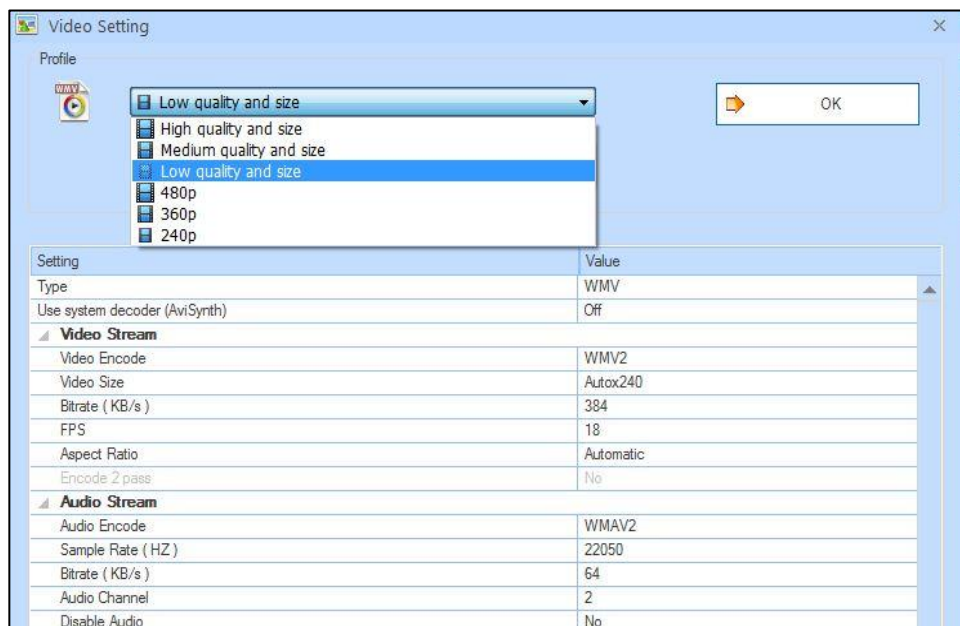 Video Setting
Profile
WMV
Low quality and size
OK
High quality and size
Medium quality and size
Low quality and size
480p
360p
240p
Setting Value
Type WMV
Use system decoder (AviSynth) Off
Video Stream
Video Encode WMV2
Video Size Autox240
Bitrate ( KB/s ) 384
FPS 18
Aspect Ratio Automatic
Encode 2 pass No
Audio Stream
Audio Encode WMAV2
Sample Rate ( HZ ) 22050
Bitrate ( KB/s ) 64
Audio Channel 2
Disable Audio No